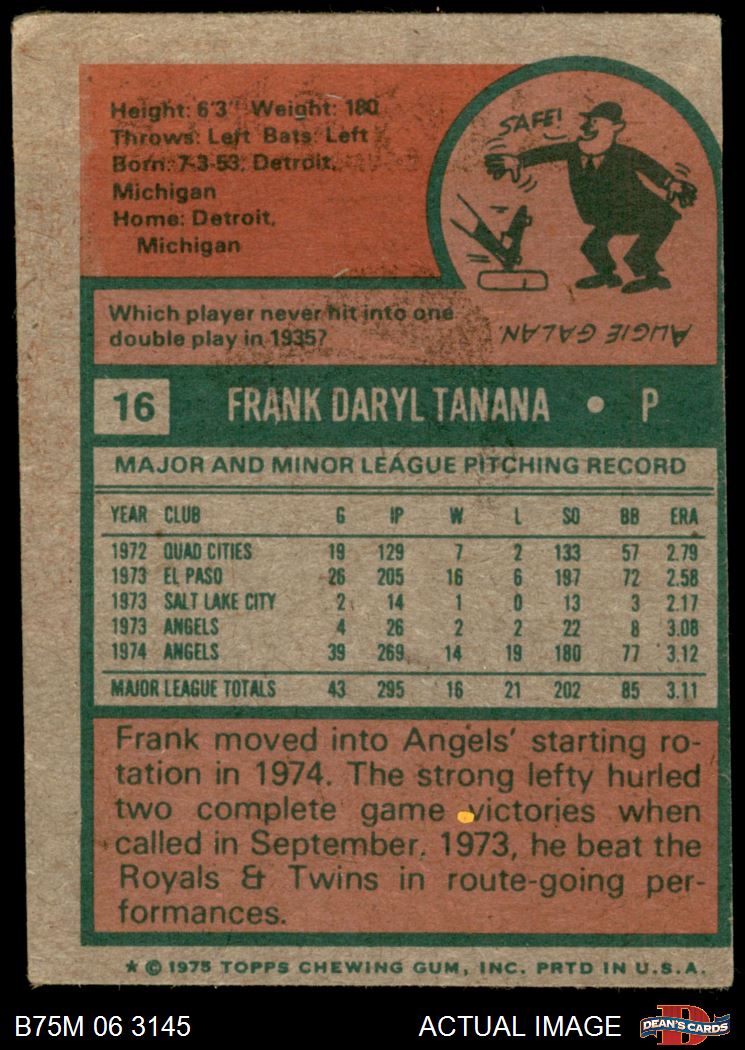 Height: 6'3" Weight: 180
Throws: Left Bats: Left
Born: 7-3-53, Detroit,
Michigan
Home: Detroit,
Michigan
SAFE!
Which player never hit into one
double play in 1935?
AUGIE GALAN.
16 FRANK DARYL TANANA • P
MAJOR AND MINOR LEAGUE PITCHING RECORD
YEAR CLUB G IP W L SO BB ERA
1972 QUAD CITIES 19 129 7 2 133 57 2.79
1973 EL PASO 26 205 16 6 197 72 2.58
1973 SALT LAKE CITY 2 14 1 0 13 3 2.17
1973 ANGELS 4 26 2 2 22 8 3.08
1974 ANGELS 39 269 14 19 180 77 3.12
MAJOR LEAGUE TOTALS 43 295 16 21 202 85 3.11
Frank moved into Angels' starting ro-
tation in 1974. The strong lefty hurled
two complete game victories when
called in September, 1973, he beat the
Royals & Twins in route-going per-
formances.
★ © 1975 TOPPS CHEWING GUM, INC. PRTD IN U.S.A.
B75M 06 3145 ACTUAL IMAGE DEAN'S CARDS